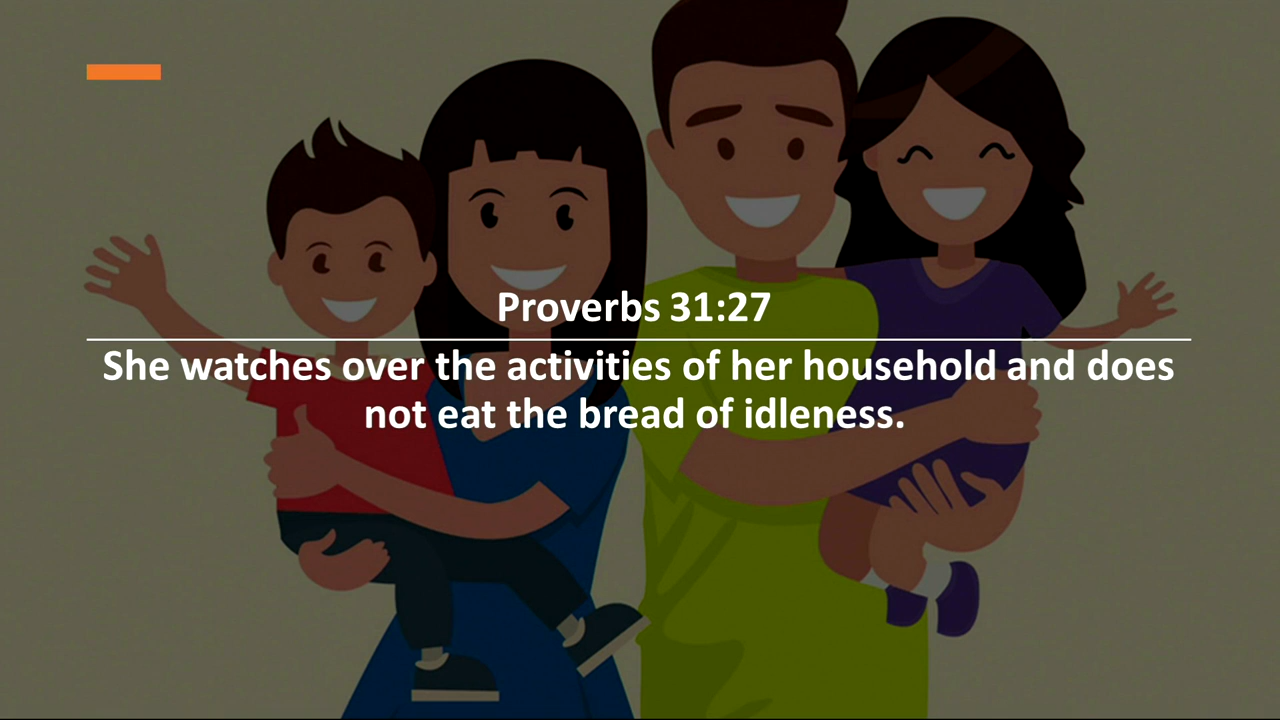 Proverbs 31:27
She watches over the activities of her household and does
not eat the bread of idleness.